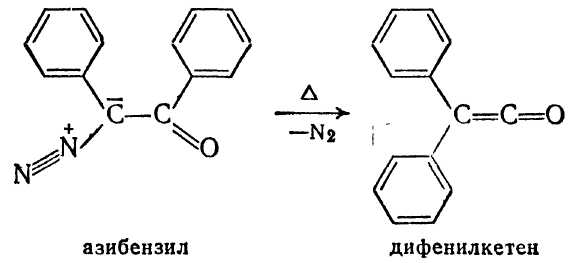 C̄—C
+
N≡N
O
Δ
−N₂
C=C=O
азибензил
дифенилкетен